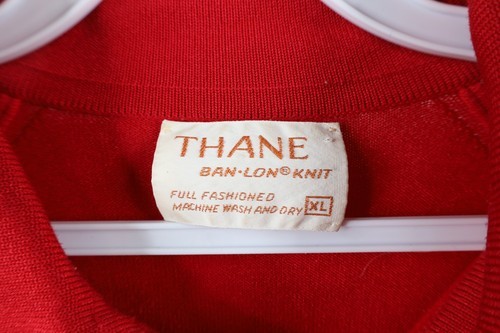 THANE
BAN·LON® KNIT
FULL FASHIONED
MACHINE WASH AND DRY XL